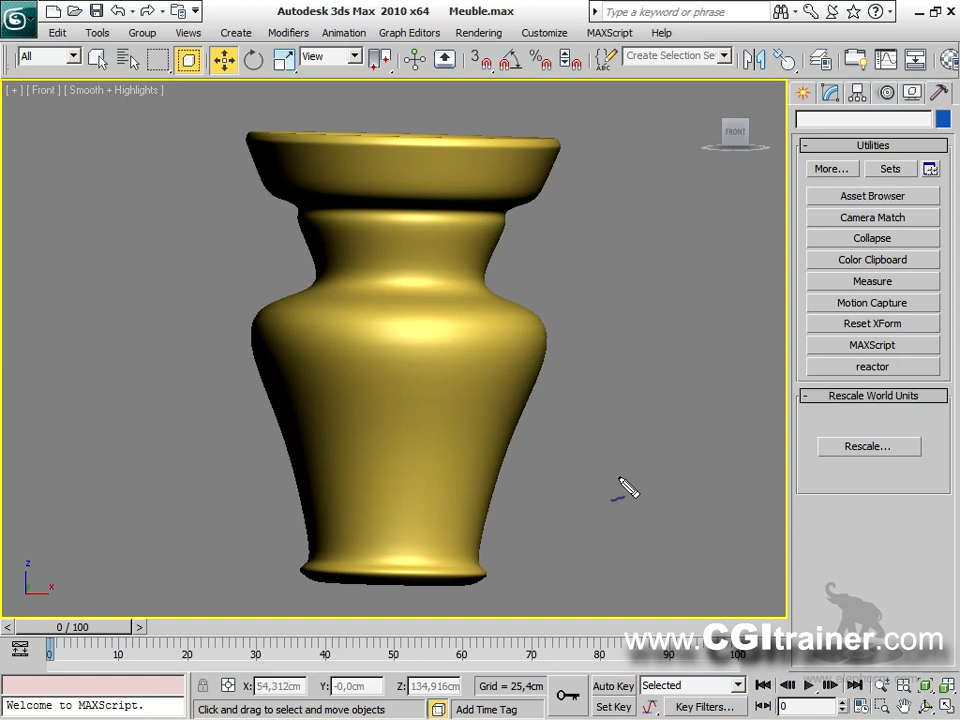 Autodesk 3ds Max 2010 x64 Meuble.max
Type a keyword or phrase
Edit Tools Group Views Create Modifiers Animation Graph Editors Rendering Customize MAXScript Help
All View 3 Create Selection Se
[ + ] [ Front ] [ Smooth + Highlights ]
FRONT
- Utilities
More... Sets
Asset Browser
Camera Match
Collapse
Color Clipboard
Measure
Motion Capture
Reset XForm
MAXScript
reactor
- Rescale World Units
Rescale...
z
x
< 0 / 100 >
0 10 20 30 40 50 60 70 80 90 100
www.CGItrainer.com
X: 54,312cm Y: -0,0cm Z: 134,916cm Grid = 25,4cm Auto Key Selected
Welcome to MAXScript. Click and drag to select and move objects Add Time Tag Set Key Key Filters... 0